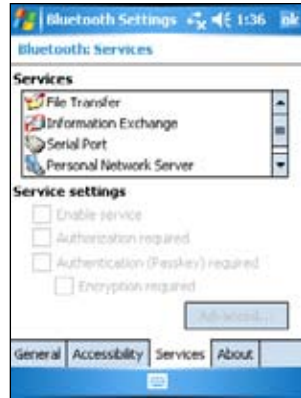 Bluetooth Settings 1:36 ok
Bluetooth: Services
Services
File Transfer
Information Exchange
Serial Port
Personal Network Server
Service settings
Enable service
Authorization required
Authentication (Passkey) required
Encryption required
Advanced...
General Accessibility Services About